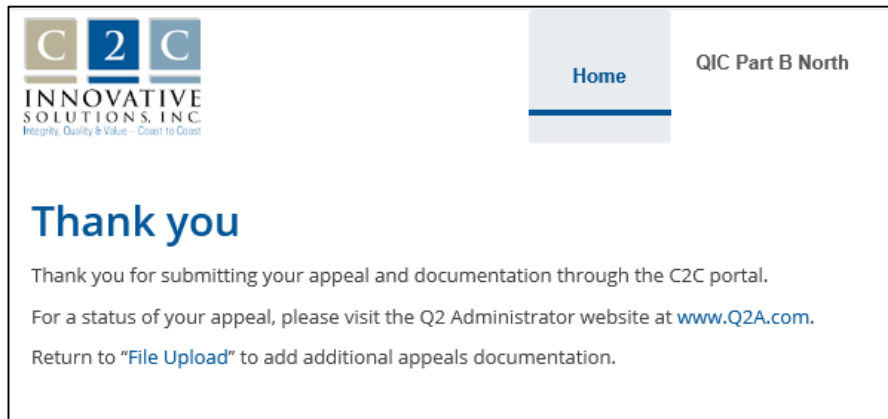 C 2 C
INNOVATIVE
SOLUTIONS, INC.
Integrity, Quality & Value – Coast to Coast
Home
QIC Part B North
Thank you
Thank you for submitting your appeal and documentation through the C2C portal.
For a status of your appeal, please visit the Q2 Administrator website at www.Q2A.com.
Return to “File Upload” to add additional appeals documentation.